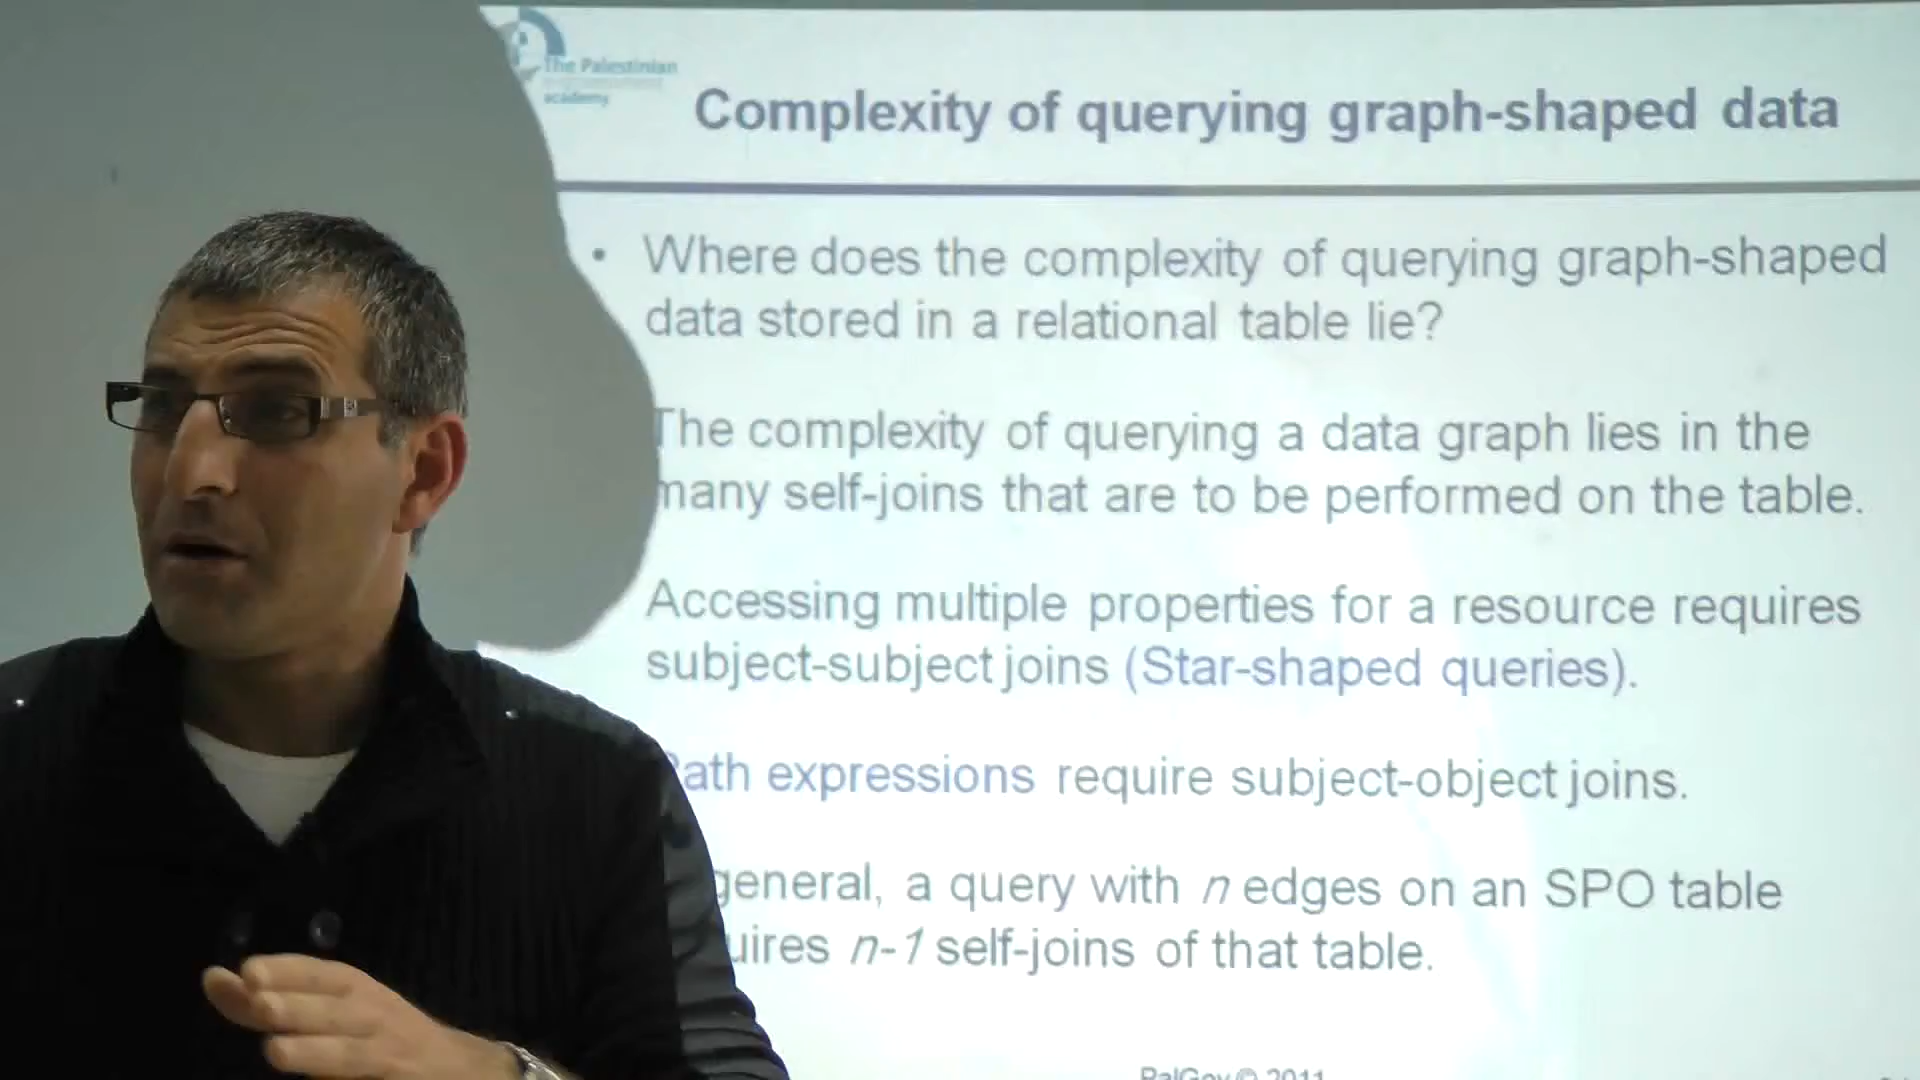 The Palestinian
academy
Complexity of querying graph-shaped data
• Where does the complexity of querying graph-shaped
data stored in a relational table lie?
The complexity of querying a data graph lies in the
many self-joins that are to be performed on the table.
Accessing multiple properties for a resource requires
subject-subject joins (Star-shaped queries).
Path expressions require subject-object joins.
general, a query with n edges on an SPO table
uires n-1 self-joins of that table.
PalGov © 2011